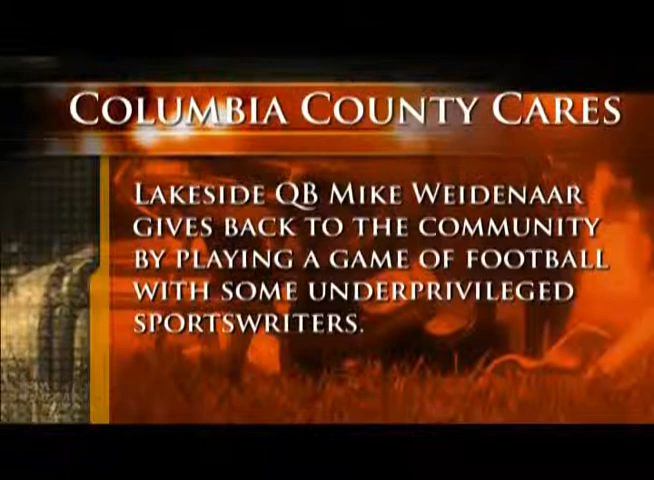 Columbia County Cares
Lakeside QB Mike Weidenaar
gives back to the community
by playing a game of football
with some underprivileged
sportswriters.